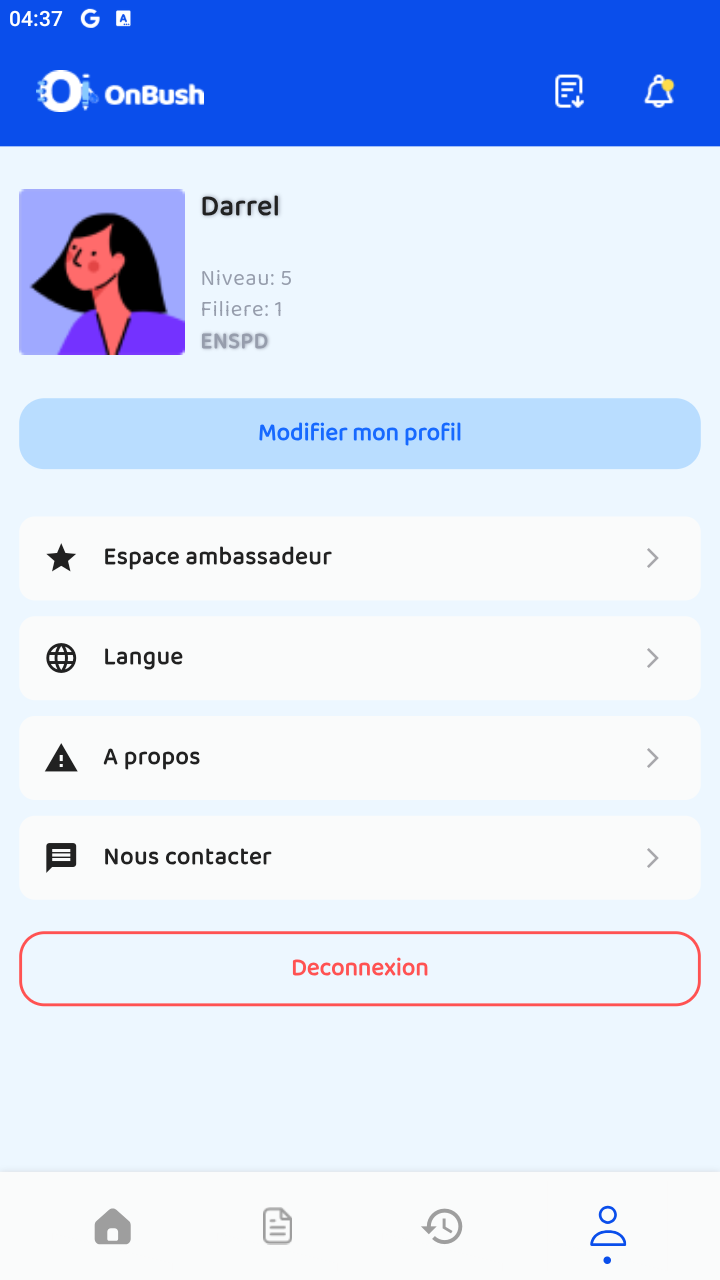 04:37
OnBush
Darrel
Niveau: 5
Filiere: 1
ENSPD
Modifier mon profil
Espace ambassadeur
Langue
A propos
Nous contacter
Deconnexion